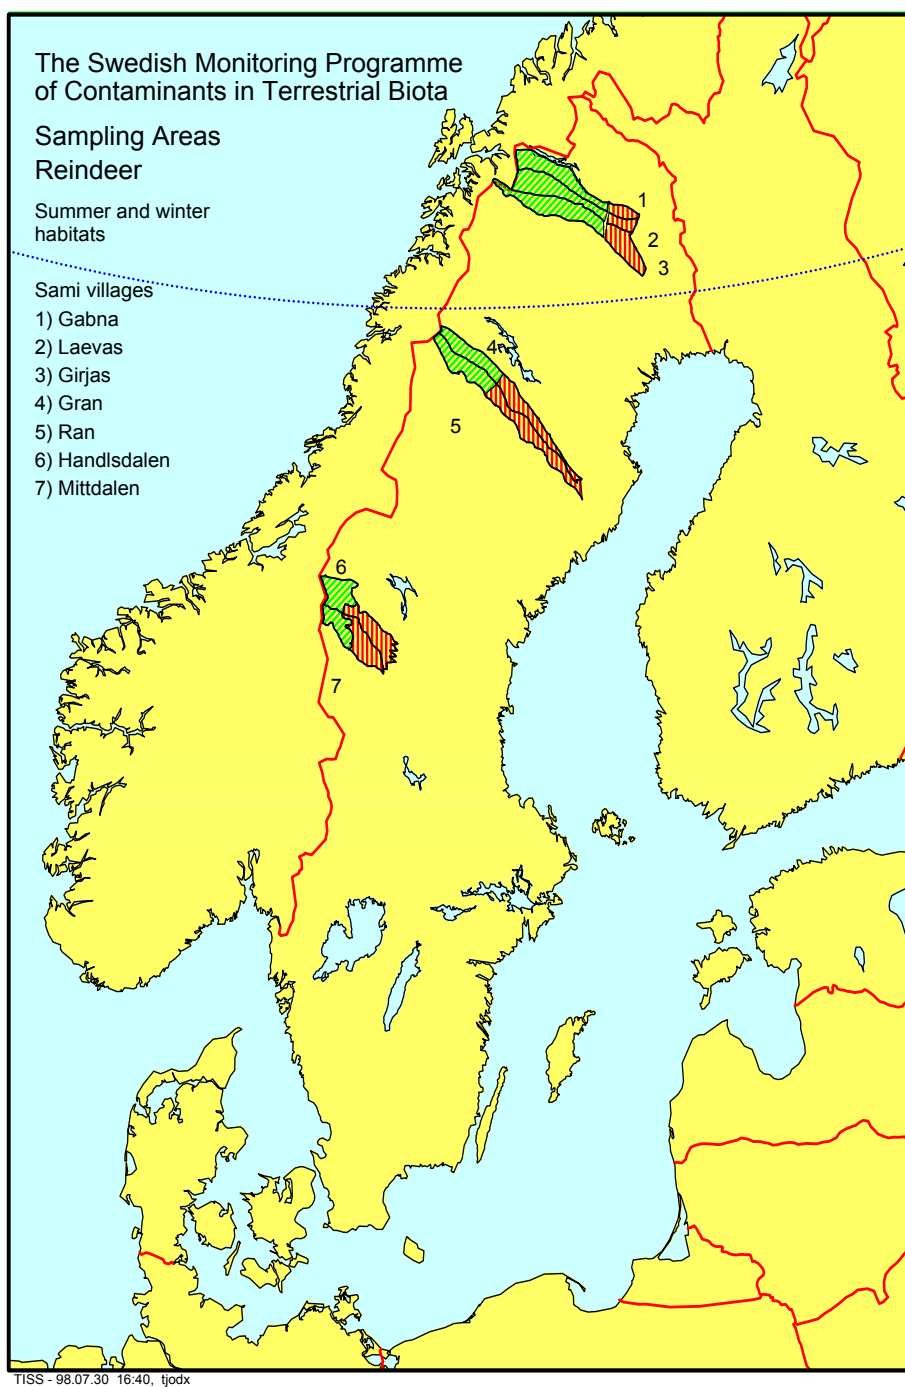 The Swedish Monitoring Programme
of Contaminants in Terrestrial Biota
Sampling Areas
Reindeer
Summer and winter
habitats
Sami villages
1) Gabna
2) Laevas
3) Girjas
4) Gran
5) Ran
6) Handlsdalen
7) Mittdalen
1
2
3
4
5
6
7
TISS - 98.07.30 16:40, tjodx